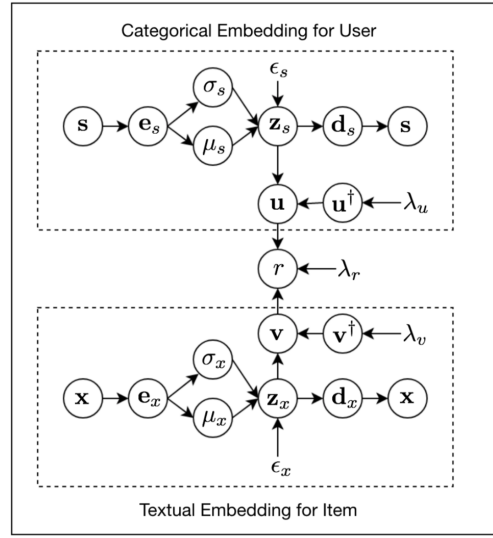 Categorical Embedding for User
ϵ_s
σ_s
s e_s z_s d_s s
μ_s
u u† λ_u
r λ_r
v v† λ_v
σ_x
x e_x z_x d_x x
μ_x
ϵ_x
Textual Embedding for Item